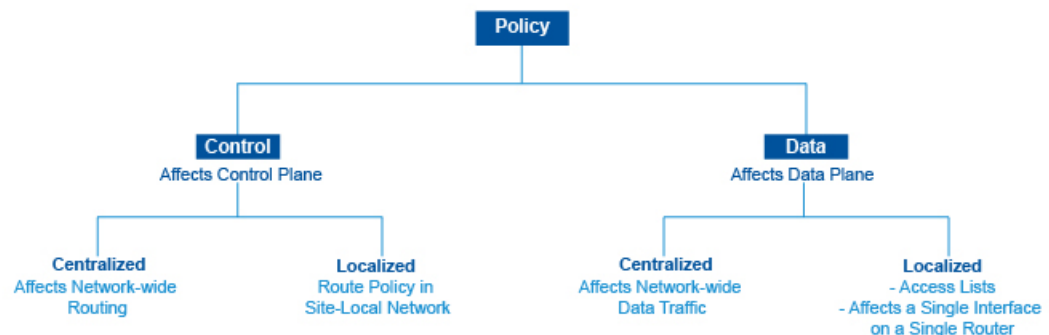 Policy
Control
Affects Control Plane
Data
Affects Data Plane
Centralized
Affects Network-wide
Routing
Localized
Route Policy in
Site-Local Network
Centralized
Affects Network-wide
Data Traffic
Localized
- Access Lists
- Affects a Single Interface
on a Single Router